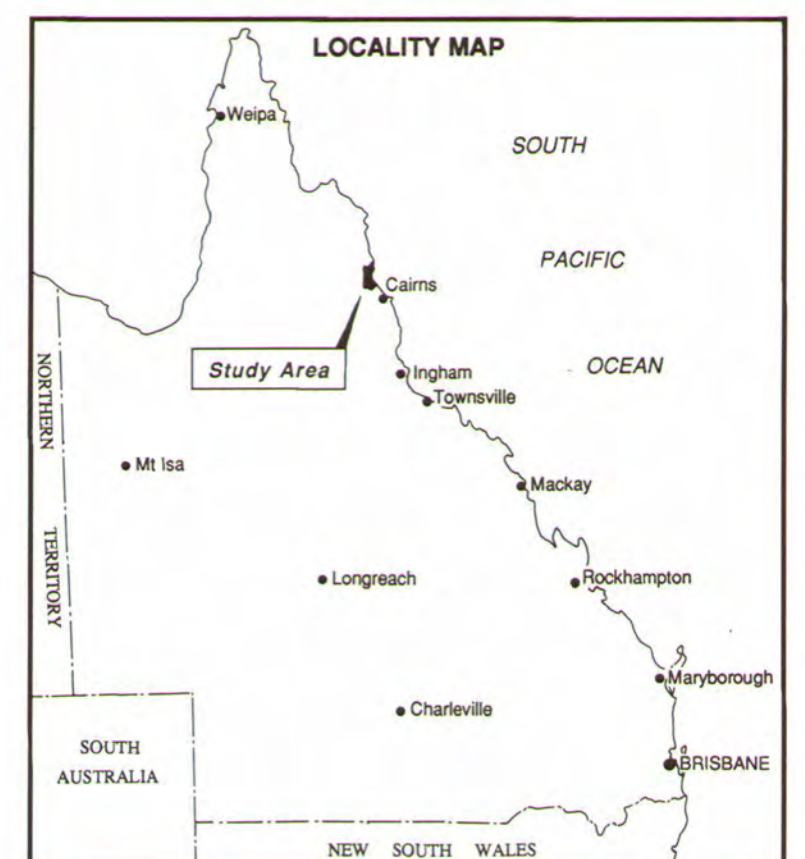 LOCALITY MAP
Weipa
SOUTH
PACIFIC
Cairns
Study Area
Ingham
OCEAN
Townsville
NORTHERN
TERRITORY
Mt Isa
Mackay
Longreach
Rockhampton
Maryborough
Charleville
SOUTH
AUSTRALIA
BRISBANE
NEW SOUTH WALES